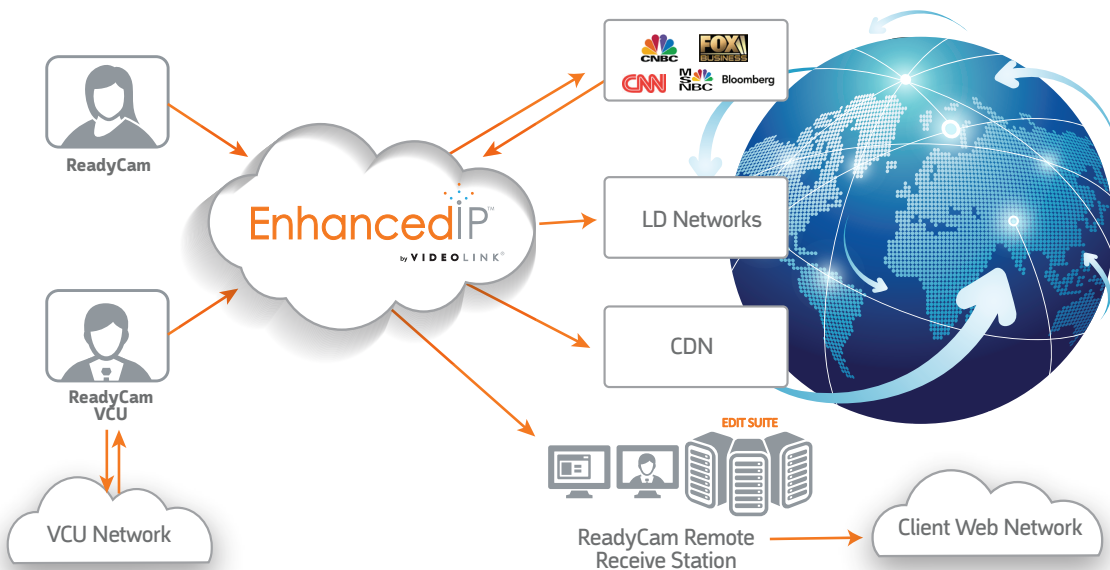 ReadyCam
ReadyCam
VCU
VCU Network
EnhancedIP™
by VIDEOLINK®
CNBC
FOX
BUSINESS
CNN
MSNBC
Bloomberg
LD Networks
CDN
EDIT SUITE
ReadyCam Remote
Receive Station
Client Web Network